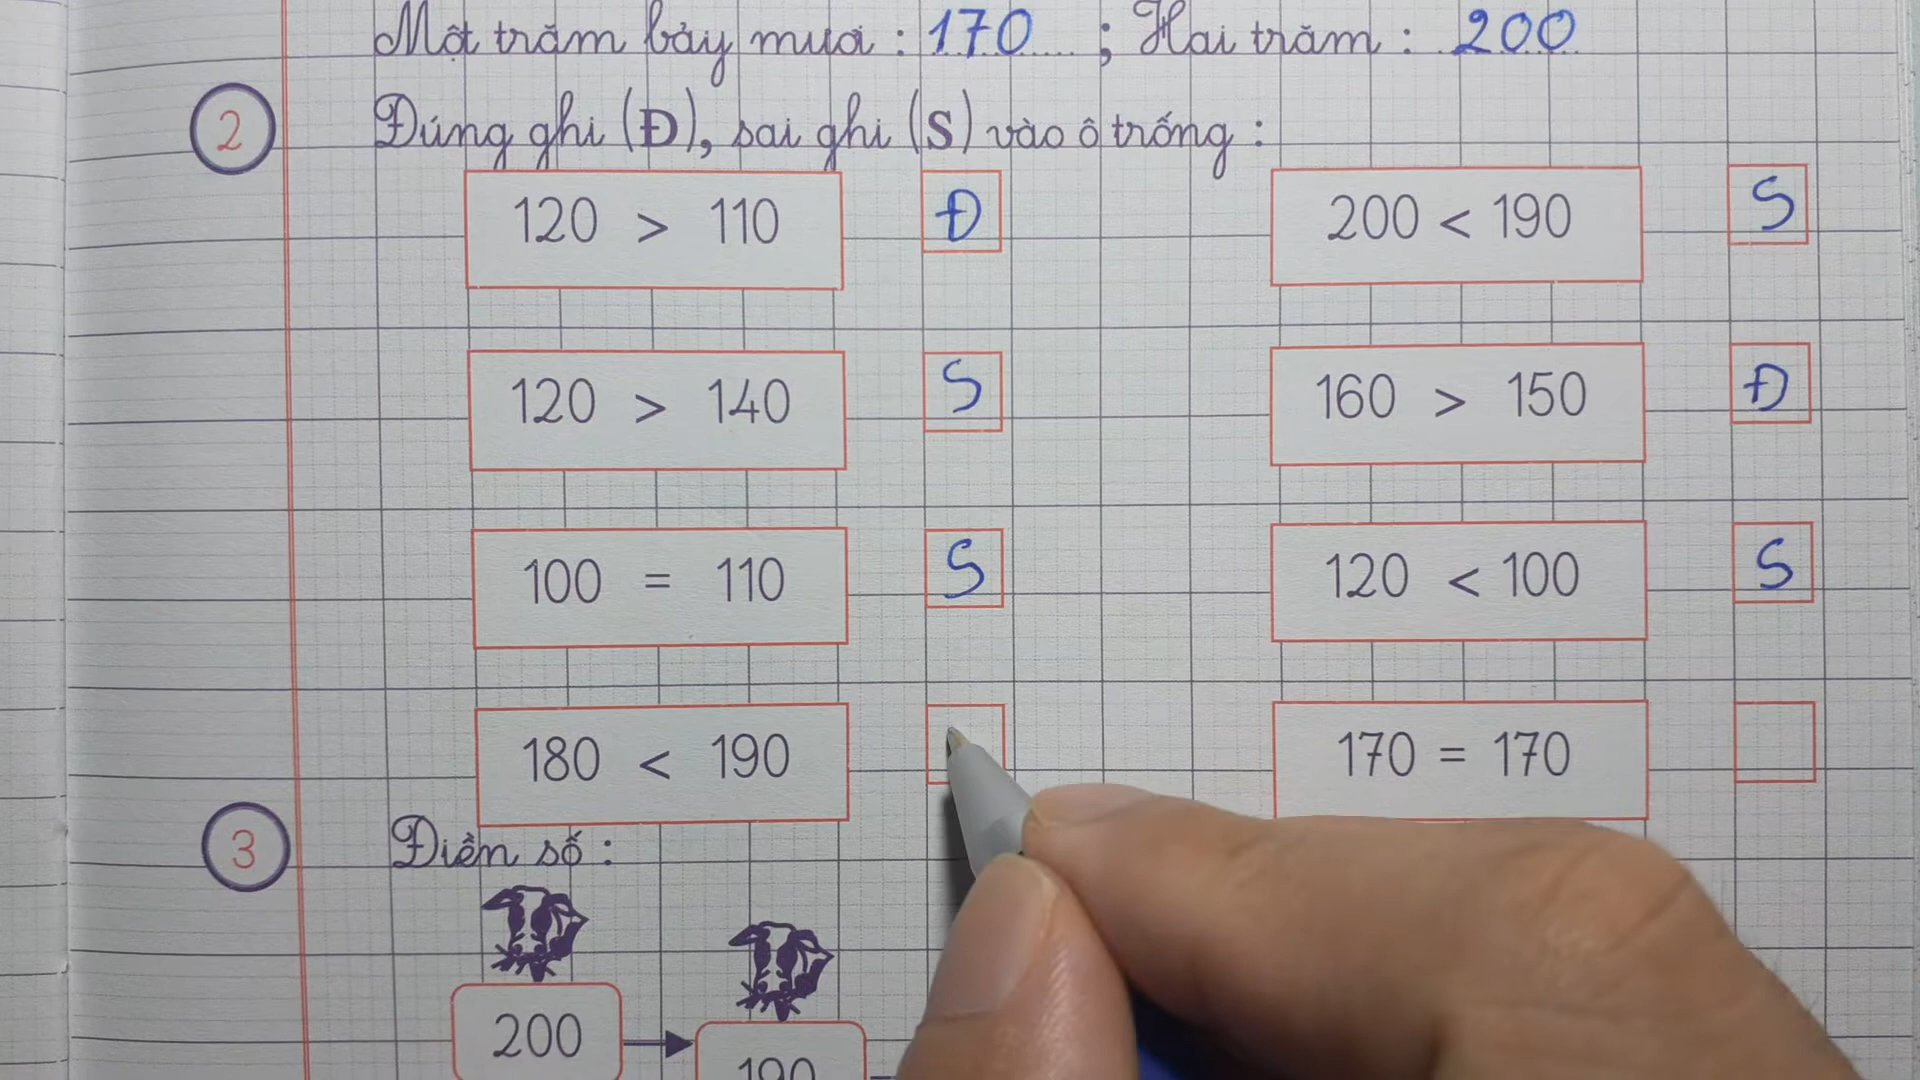 Một trăm bảy mươi : 170 ; Hai trăm : 200
2 Đúng ghi (Đ), sai ghi (S) vào ô trống :
120 > 110 Đ 200 < 190 S
120 > 140 S 160 > 150 Đ
100 = 110 S 120 < 100 S
180 < 190 170 = 170
3 Điền số :
200
190